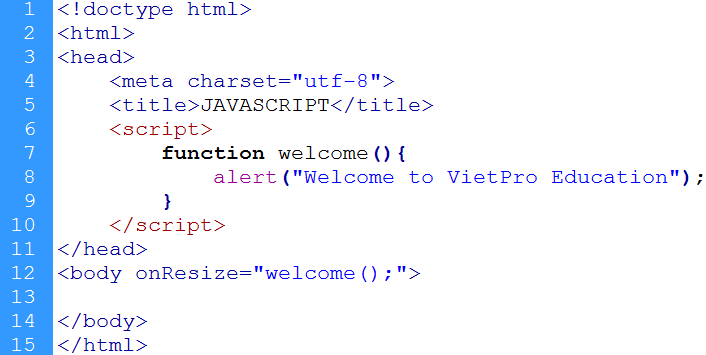 1 <!doctype html>
2 <html>
3 <head>
4     <meta charset="utf-8">
5     <title>JAVASCRIPT</title>
6     <script>
7         function welcome(){
8             alert("Welcome to VietPro Education");
9         }
10     </script>
11 </head>
12 <body onResize="welcome();">
13
14 </body>
15 </html>